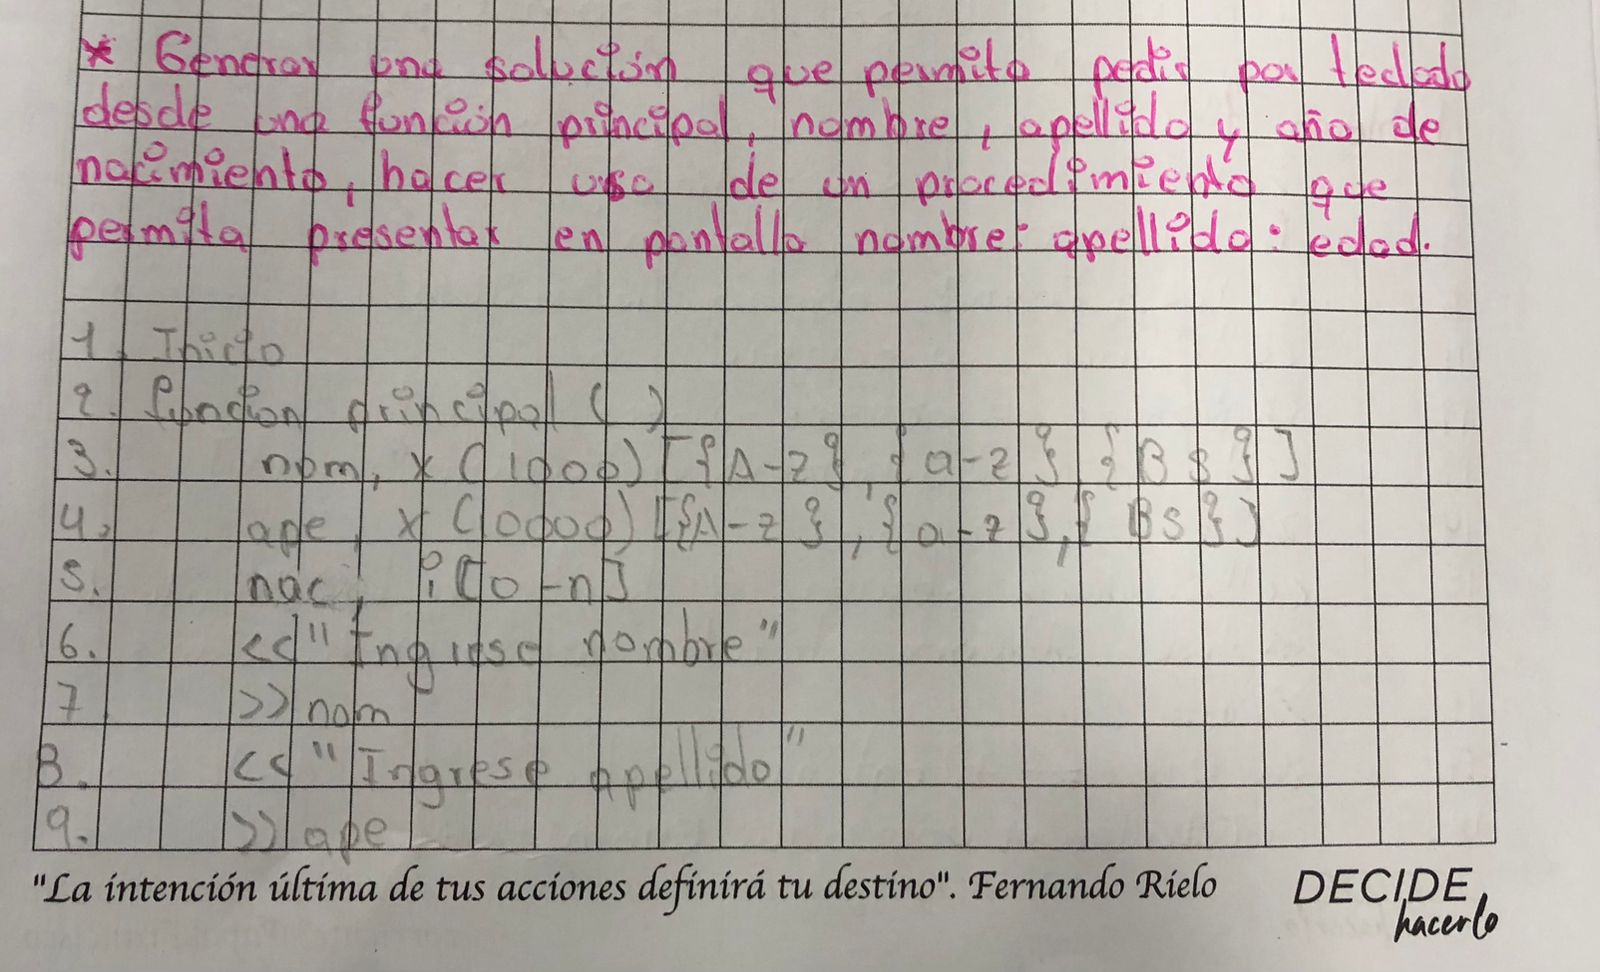 * Generar una solución que permita pedir por teclado
desde una función principal, nombre, apellido y año de
nacimiento, hacer uso de un procedimiento que
permita presentar en pantalla nombre: apellido: edad.
1. Inicio
2. funcion principal ( )
3. nom, x (1000) [{A-z}, {a-z}, {BS}]
4. ape, x (1000) [{A-z}, {a-z}, {BS}]
5. nac, i [0-n]
6. << "Ingrese nombre"
7 >> nom
8. << "Ingrese apellido"
9. >> ape
"La intención última de tus acciones definirá tu destino". Fernando Rielo
DECIDE,
hacerlo